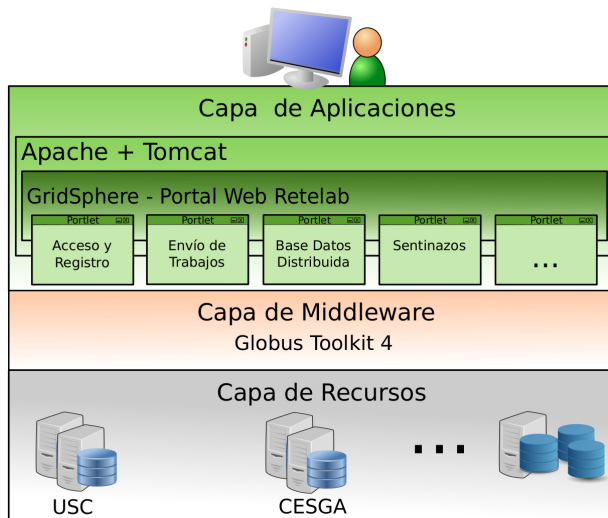 Capa de Aplicaciones
Apache + Tomcat
GridSphere - Portal Web Retelab
Portlet
Acceso y
Registro
Portlet
Envío de
Trabajos
Portlet
Base Datos
Distribuida
Portlet
Sentinazos
Portlet
...
Capa de Middleware
Globus Toolkit 4
Capa de Recursos
...
USC
CESGA